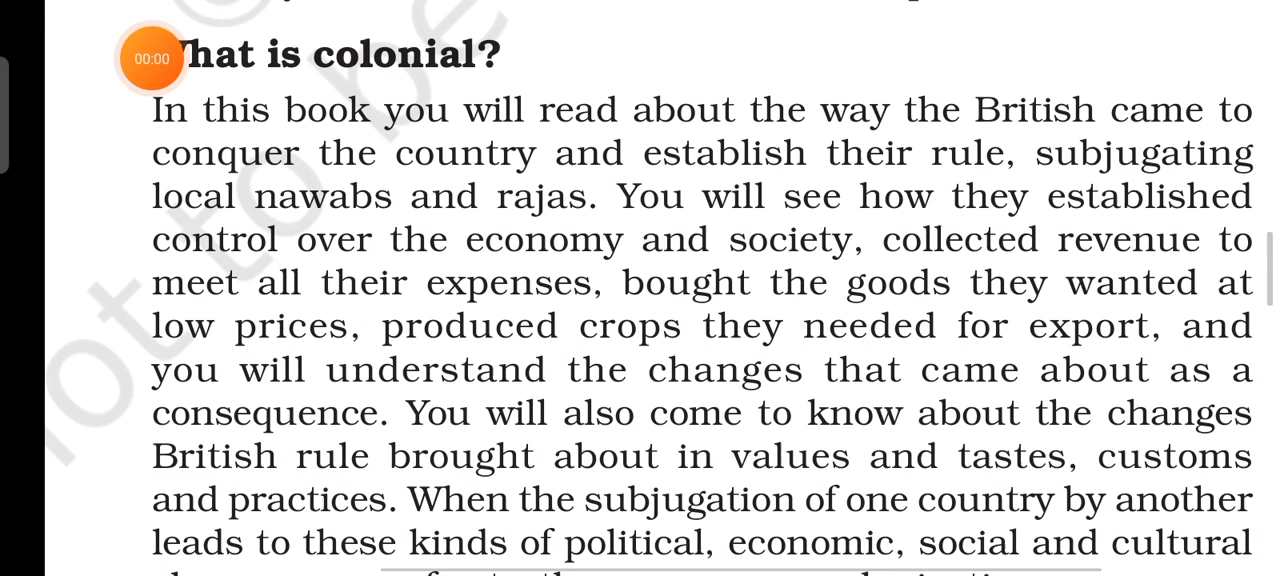 00:00 hat is colonial?
In this book you will read about the way the British came to
conquer the country and establish their rule, subjugating
local nawabs and rajas. You will see how they established
control over the economy and society, collected revenue to
meet all their expenses, bought the goods they wanted at
low prices, produced crops they needed for export, and
you will understand the changes that came about as a
consequence. You will also come to know about the changes
British rule brought about in values and tastes, customs
and practices. When the subjugation of one country by another
leads to these kinds of political, economic, social and cultural
not to be